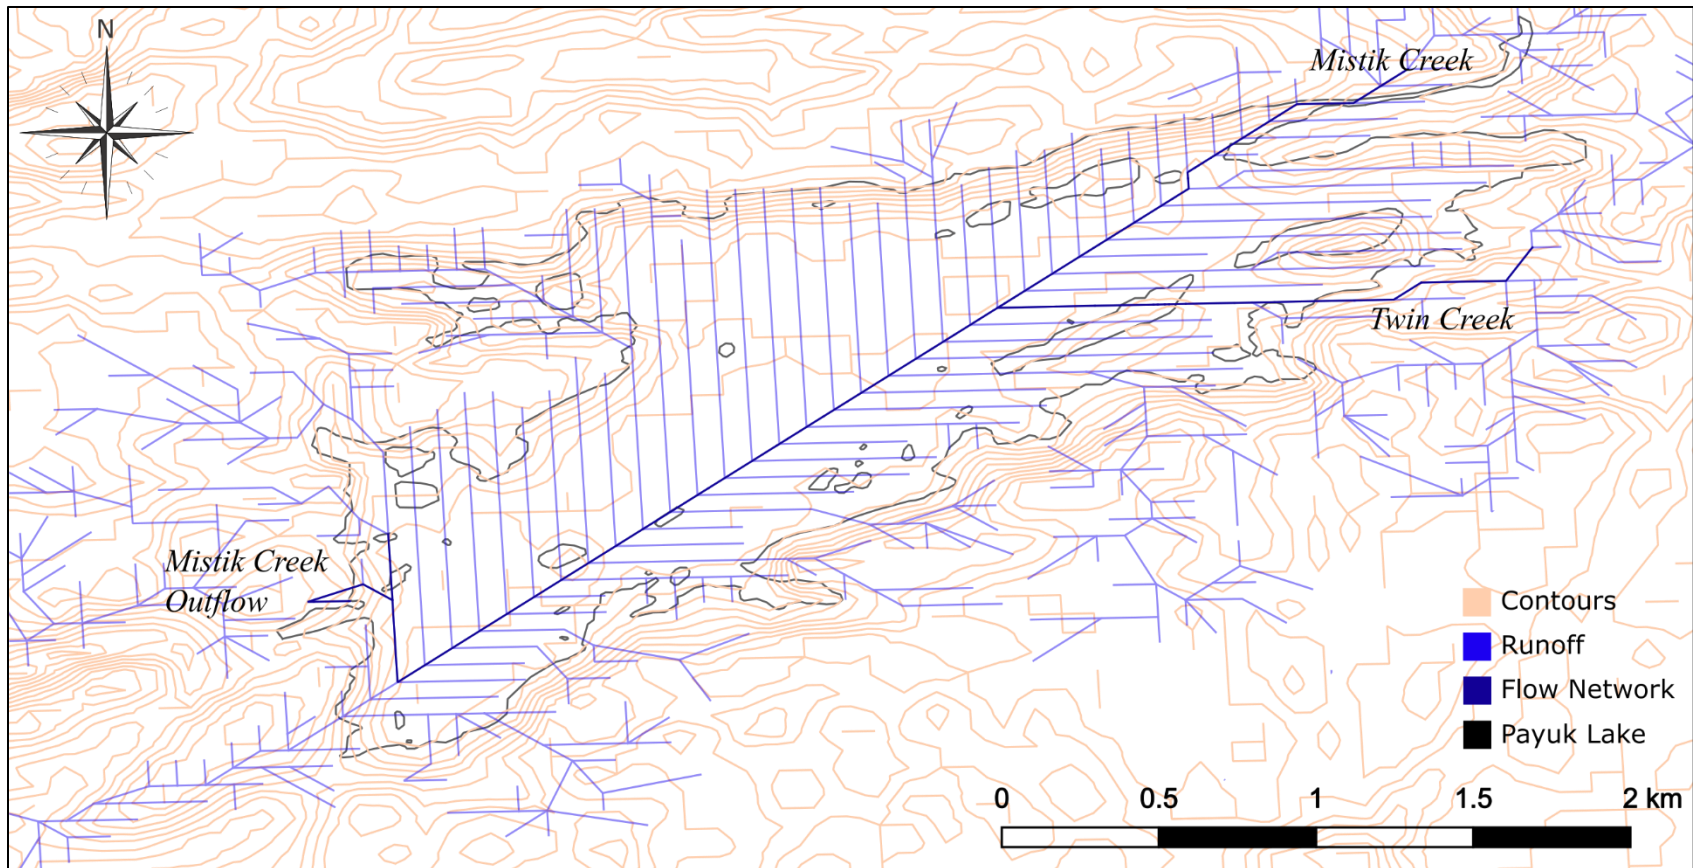 N
Mistik Creek
Twin Creek
Mistik Creek
Outflow
Contours
Runoff
Flow Network
Payuk Lake
0 0.5 1 1.5 2 km